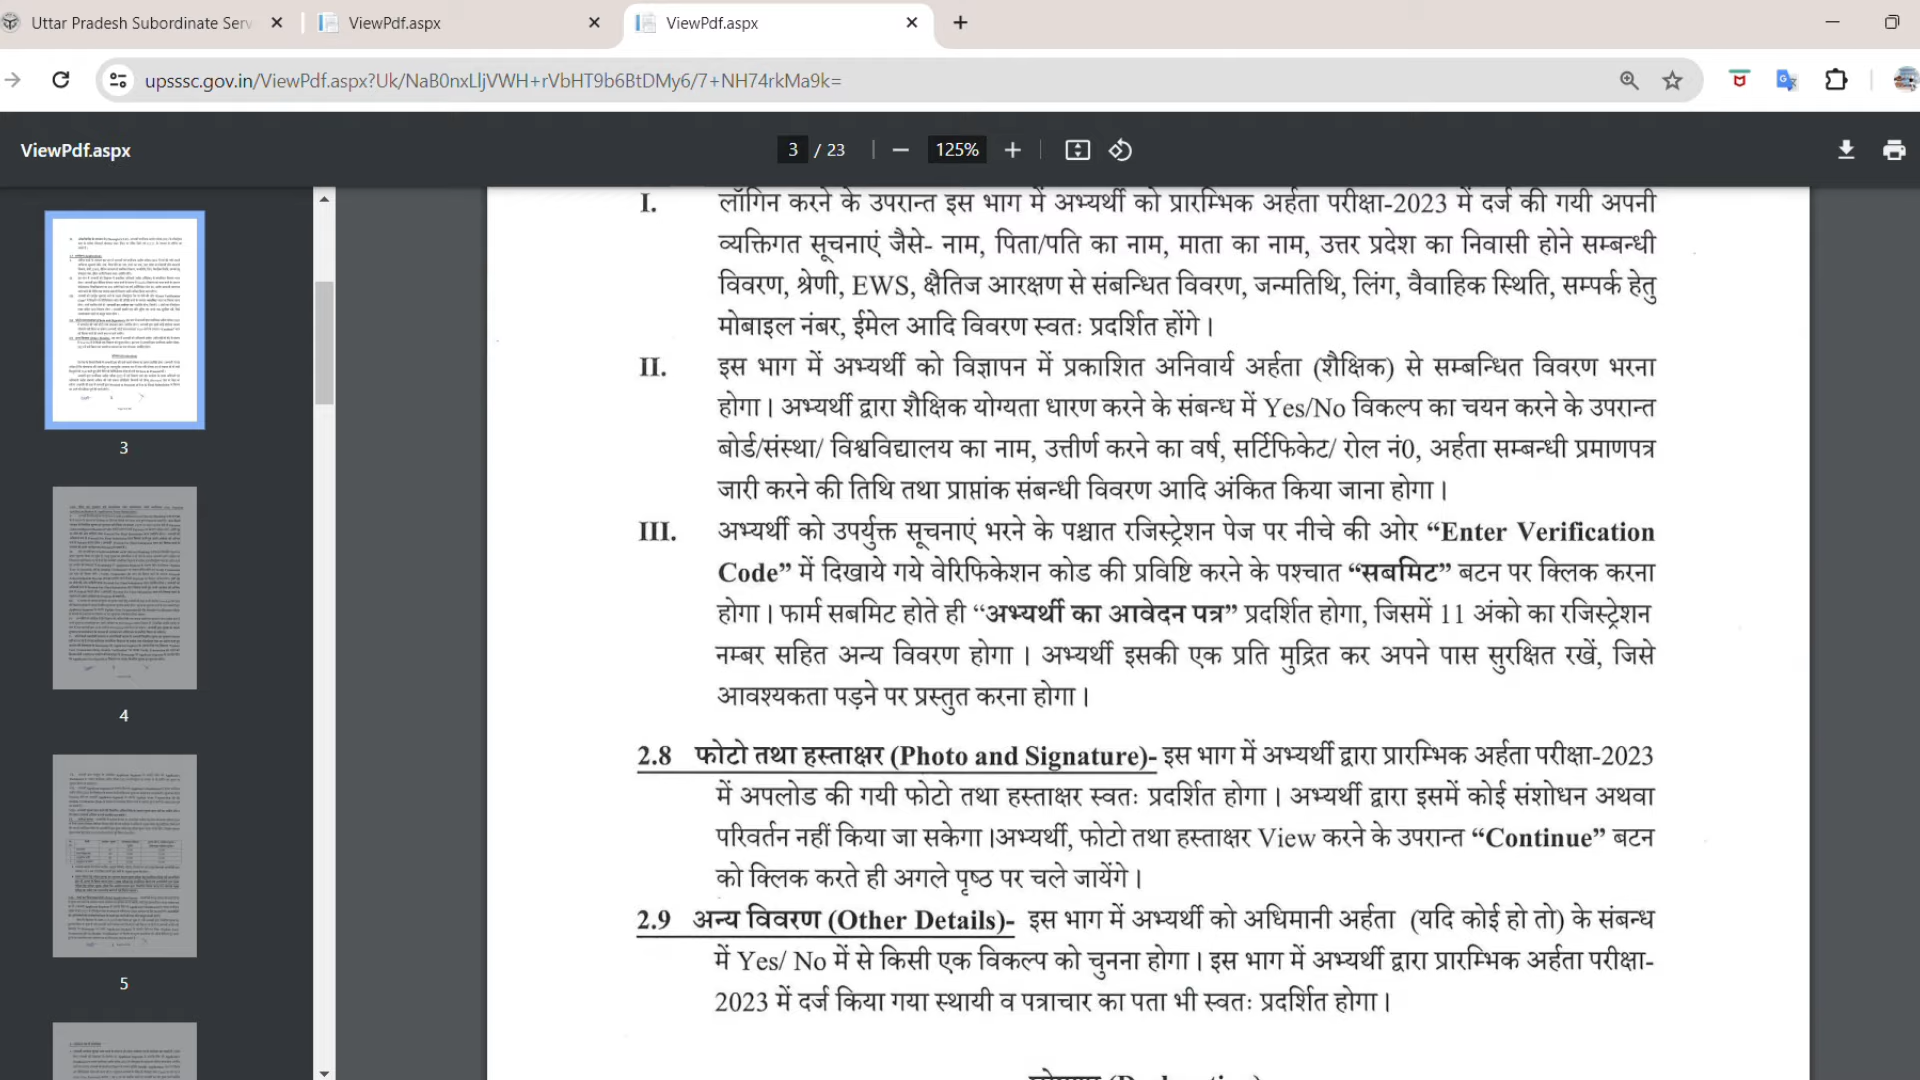 Uttar Pradesh Subordinate Serv
ViewPdf.aspx
ViewPdf.aspx
upsssc.gov.in/ViewPdf.aspx?Uk/NaB0nxLljVWH+rVbHT9b6BtDMy6/7+NH74rkMa9k=
ViewPdf.aspx
3 / 23
125%
I. लॉगिन करने के उपरान्त इस भाग में अभ्यर्थी को प्रारम्भिक अर्हता परीक्षा-2023 में दर्ज की गयी अपनी
व्यक्तिगत सूचनाएं जैसे- नाम, पिता/पति का नाम, माता का नाम, उत्तर प्रदेश का निवासी होने सम्बन्धी
विवरण, श्रेणी, EWS, क्षैतिज आरक्षण से संबन्धित विवरण, जन्मतिथि, लिंग, वैवाहिक स्थिति, सम्पर्क हेतु
मोबाइल नंबर, ईमेल आदि विवरण स्वतः प्रदर्शित होंगे।
II. इस भाग में अभ्यर्थी को विज्ञापन में प्रकाशित अनिवार्य अर्हता (शैक्षिक) से सम्बन्धित विवरण भरना
होगा। अभ्यर्थी द्वारा शैक्षिक योग्यता धारण करने के संबन्ध में Yes/No विकल्प का चयन करने के उपरान्त
बोर्ड/संस्था/ विश्वविद्यालय का नाम, उत्तीर्ण करने का वर्ष, सर्टिफिकेट/ रोल नं0, अर्हता सम्बन्धी प्रमाणपत्र
जारी करने की तिथि तथा प्राप्तांक संबन्धी विवरण आदि अंकित किया जाना होगा।
III. अभ्यर्थी को उपर्युक्त सूचनाएं भरने के पश्चात रजिस्ट्रेशन पेज पर नीचे की ओर “Enter Verification
Code” में दिखाये गये वेरिफिकेशन कोड की प्रविष्टि करने के पश्चात “सबमिट” बटन पर क्लिक करना
होगा। फार्म सबमिट होते ही “अभ्यर्थी का आवेदन पत्र” प्रदर्शित होगा, जिसमें 11 अंको का रजिस्ट्रेशन
नम्बर सहित अन्य विवरण होगा । अभ्यर्थी इसकी एक प्रति मुद्रित कर अपने पास सुरक्षित रखें, जिसे
आवश्यकता पड़ने पर प्रस्तुत करना होगा।
2.8 फोटो तथा हस्ताक्षर (Photo and Signature)- इस भाग में अभ्यर्थी द्वारा प्रारम्भिक अर्हता परीक्षा-2023
में अपलोड की गयी फोटो तथा हस्ताक्षर स्वतः प्रदर्शित होगा। अभ्यर्थी द्वारा इसमें कोई संशोधन अथवा
परिवर्तन नहीं किया जा सकेगा।अभ्यर्थी, फोटो तथा हस्ताक्षर View करने के उपरान्त “Continue” बटन
को क्लिक करते ही अगले पृष्ठ पर चले जायेंगे।
2.9 अन्य विवरण (Other Details)- इस भाग में अभ्यर्थी को अधिमानी अर्हता (यदि कोई हो तो) के संबन्ध
में Yes/ No में से किसी एक विकल्प को चुनना होगा। इस भाग में अभ्यर्थी द्वारा प्रारम्भिक अर्हता परीक्षा-
2023 में दर्ज किया गया स्थायी व पत्राचार का पता भी स्वतः प्रदर्शित होगा।
3
4
5